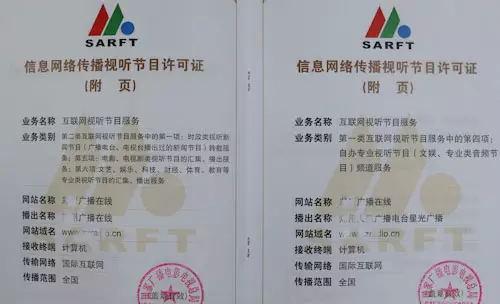 SARFT
信息网络传播视听节目许可证
(附 页)
业务名称 互联网视听节目服务
业务类别 第二类互联网视听节目服务中的第一项：时政类视听新
闻节目（广播电台、电视台播出过的新闻节目）转载服
务；第五项：电影、电视剧类视听节目的汇集、播出服
务；第六项：文艺、娱乐、科技、财经、体育、教育等
专业类视听节目的汇集、播出服务
网站名称 广播在线
播出名称 广播在线
网站域名 www.
接收终端 计算机
传输网络 国际互联网
传播范围 全国
SARFT
SARFT
信息网络传播视听节目许可证
(附 页)
业务名称 互联网视听节目服务
业务类别 第一类互联网视听节目服务中的第四项：
自办专业视听节目（文娱、专业类音频节
目）频道服务
网站名称 广播在线
播出名称 人民广播电台星光广播
网站域名 www.
接收终端 计算机
传输网络 国际互联网
传播范围 全国
SARFT